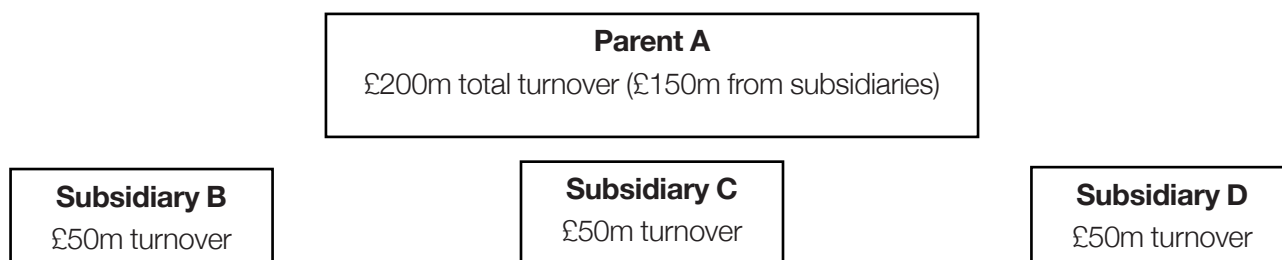 Parent A
£200m total turnover (£150m from subsidiaries)
Subsidiary B
£50m turnover
Subsidiary C
£50m turnover
Subsidiary D
£50m turnover